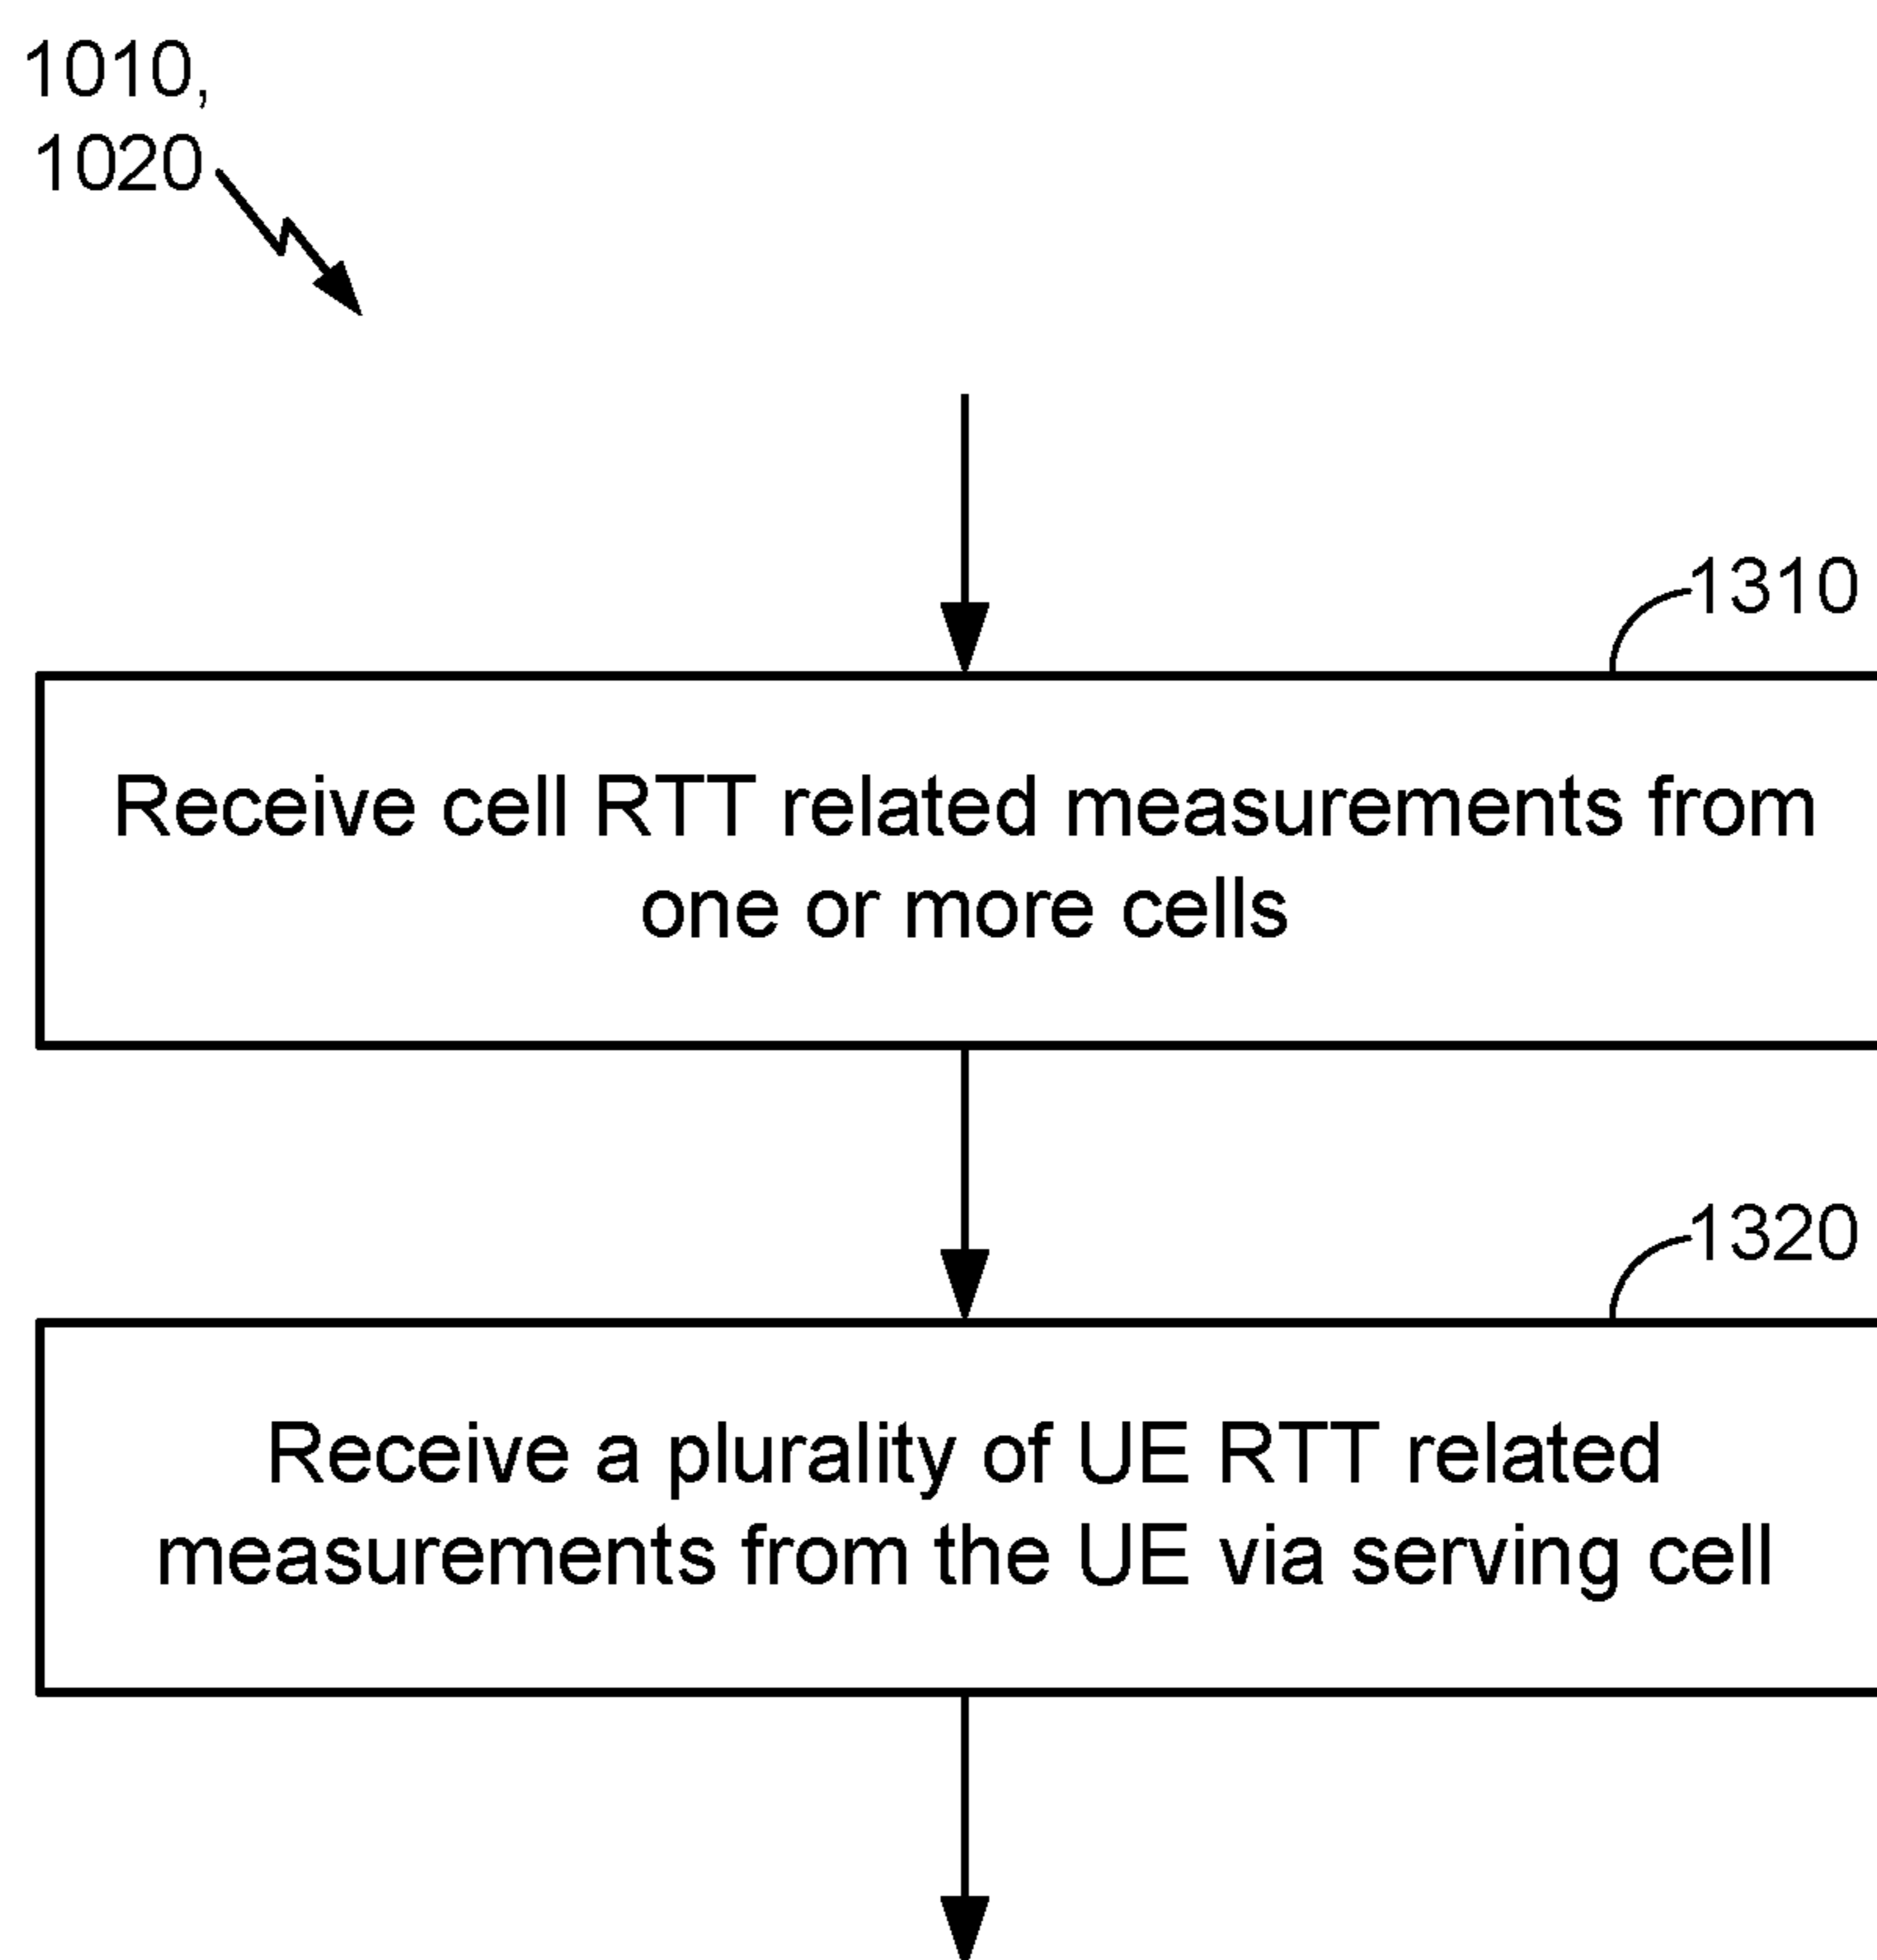 1010,
1020
1310
Receive cell RTT related measurements from
one or more cells
1320
Receive a plurality of UE RTT related
measurements from the UE via serving cell